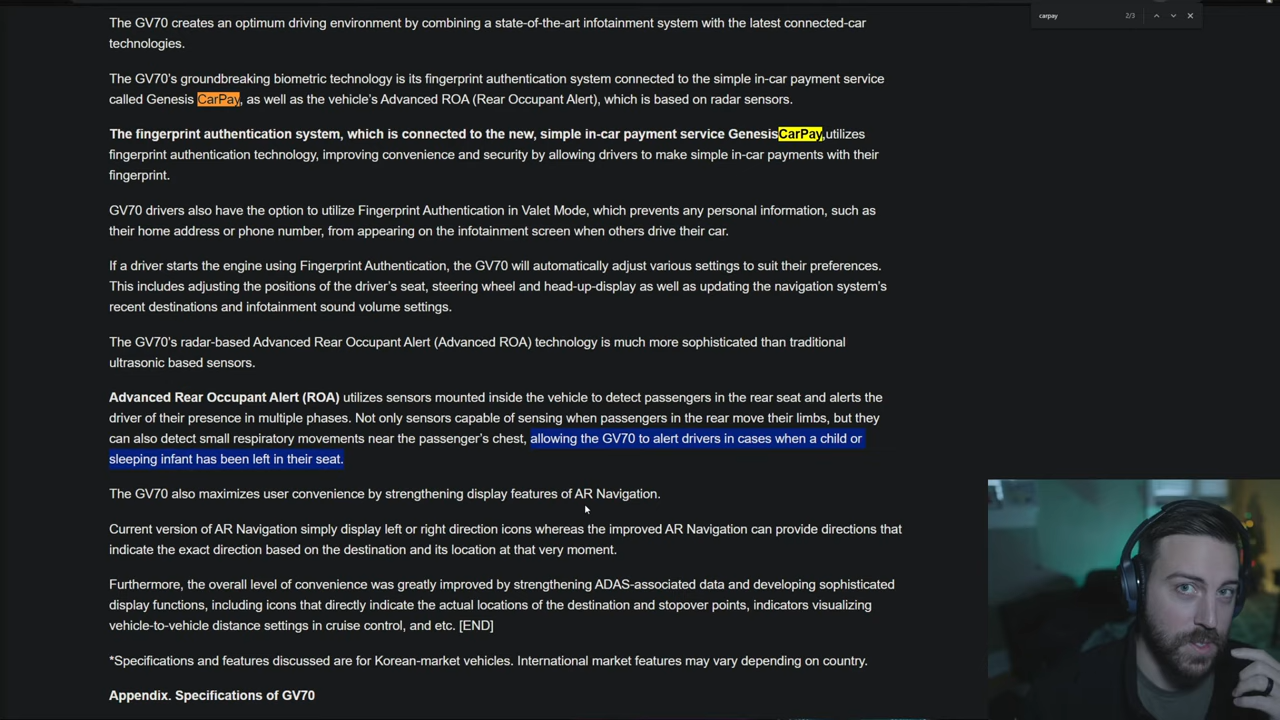 carpay 2/3
The GV70 creates an optimum driving environment by combining a state-of-the-art infotainment system with the latest connected-car
technologies.
The GV70’s groundbreaking biometric technology is its fingerprint authentication system connected to the simple in-car payment service
called Genesis CarPay, as well as the vehicle’s Advanced ROA (Rear Occupant Alert), which is based on radar sensors.
The fingerprint authentication system, which is connected to the new, simple in-car payment service GenesisCarPay,utilizes
fingerprint authentication technology, improving convenience and security by allowing drivers to make simple in-car payments with their
fingerprint.
GV70 drivers also have the option to utilize Fingerprint Authentication in Valet Mode, which prevents any personal information, such as
their home address or phone number, from appearing on the infotainment screen when others drive their car.
If a driver starts the engine using Fingerprint Authentication, the GV70 will automatically adjust various settings to suit their preferences.
This includes adjusting the positions of the driver’s seat, steering wheel and head-up-display as well as updating the navigation system’s
recent destinations and infotainment sound volume settings.
The GV70’s radar-based Advanced Rear Occupant Alert (Advanced ROA) technology is much more sophisticated than traditional
ultrasonic based sensors.
Advanced Rear Occupant Alert (ROA) utilizes sensors mounted inside the vehicle to detect passengers in the rear seat and alerts the
driver of their presence in multiple phases. Not only sensors capable of sensing when passengers in the rear move their limbs, but they
can also detect small respiratory movements near the passenger’s chest, allowing the GV70 to alert drivers in cases when a child or
sleeping infant has been left in their seat.
The GV70 also maximizes user convenience by strengthening display features of AR Navigation.
Current version of AR Navigation simply display left or right direction icons whereas the improved AR Navigation can provide directions that
indicate the exact direction based on the destination and its location at that very moment.
Furthermore, the overall level of convenience was greatly improved by strengthening ADAS-associated data and developing sophisticated
display functions, including icons that directly indicate the actual locations of the destination and stopover points, indicators visualizing
vehicle-to-vehicle distance settings in cruise control, and etc. [END]
*Specifications and features discussed are for Korean-market vehicles. International market features may vary depending on country.
Appendix. Specifications of GV70